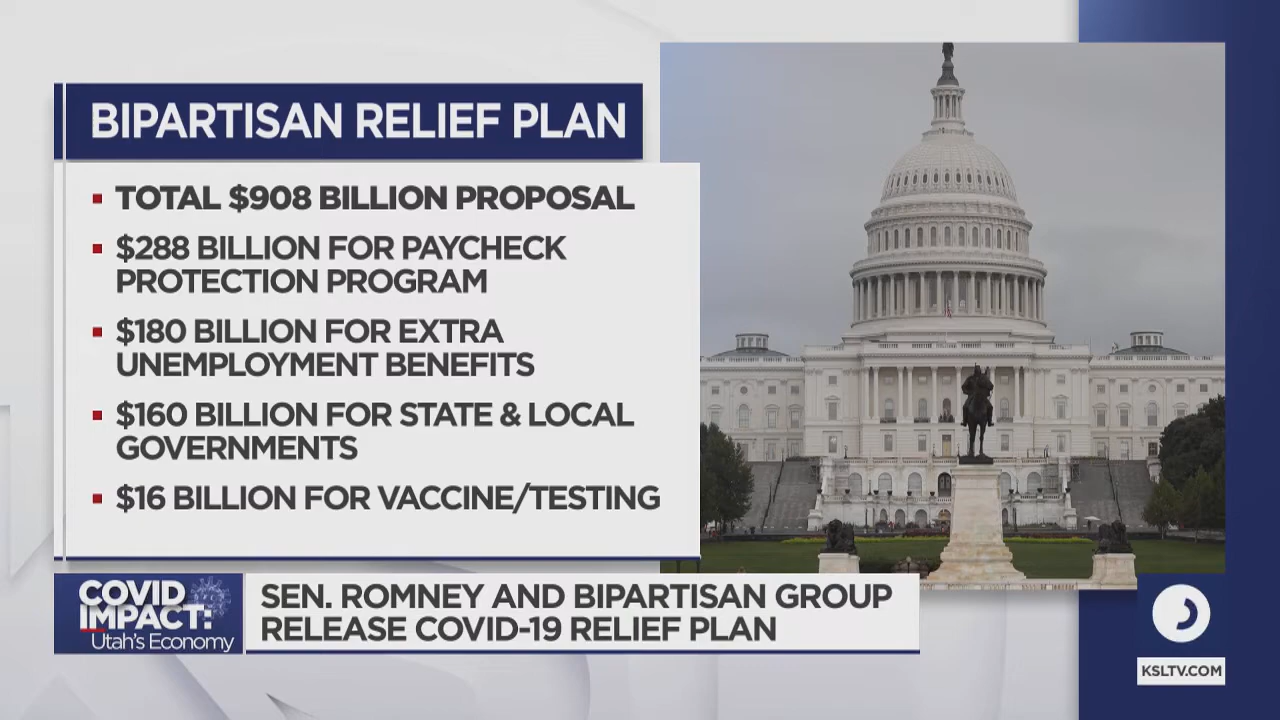 BIPARTISAN RELIEF PLAN
TOTAL $908 BILLION PROPOSAL
$288 BILLION FOR PAYCHECK
PROTECTION PROGRAM
$180 BILLION FOR EXTRA
UNEMPLOYMENT BENEFITS
$160 BILLION FOR STATE & LOCAL
GOVERNMENTS
$16 BILLION FOR VACCINE/TESTING
COVID
IMPACT:
Utah's Economy
SEN. ROMNEY AND BIPARTISAN GROUP
RELEASE COVID-19 RELIEF PLAN
KSLTV.COM